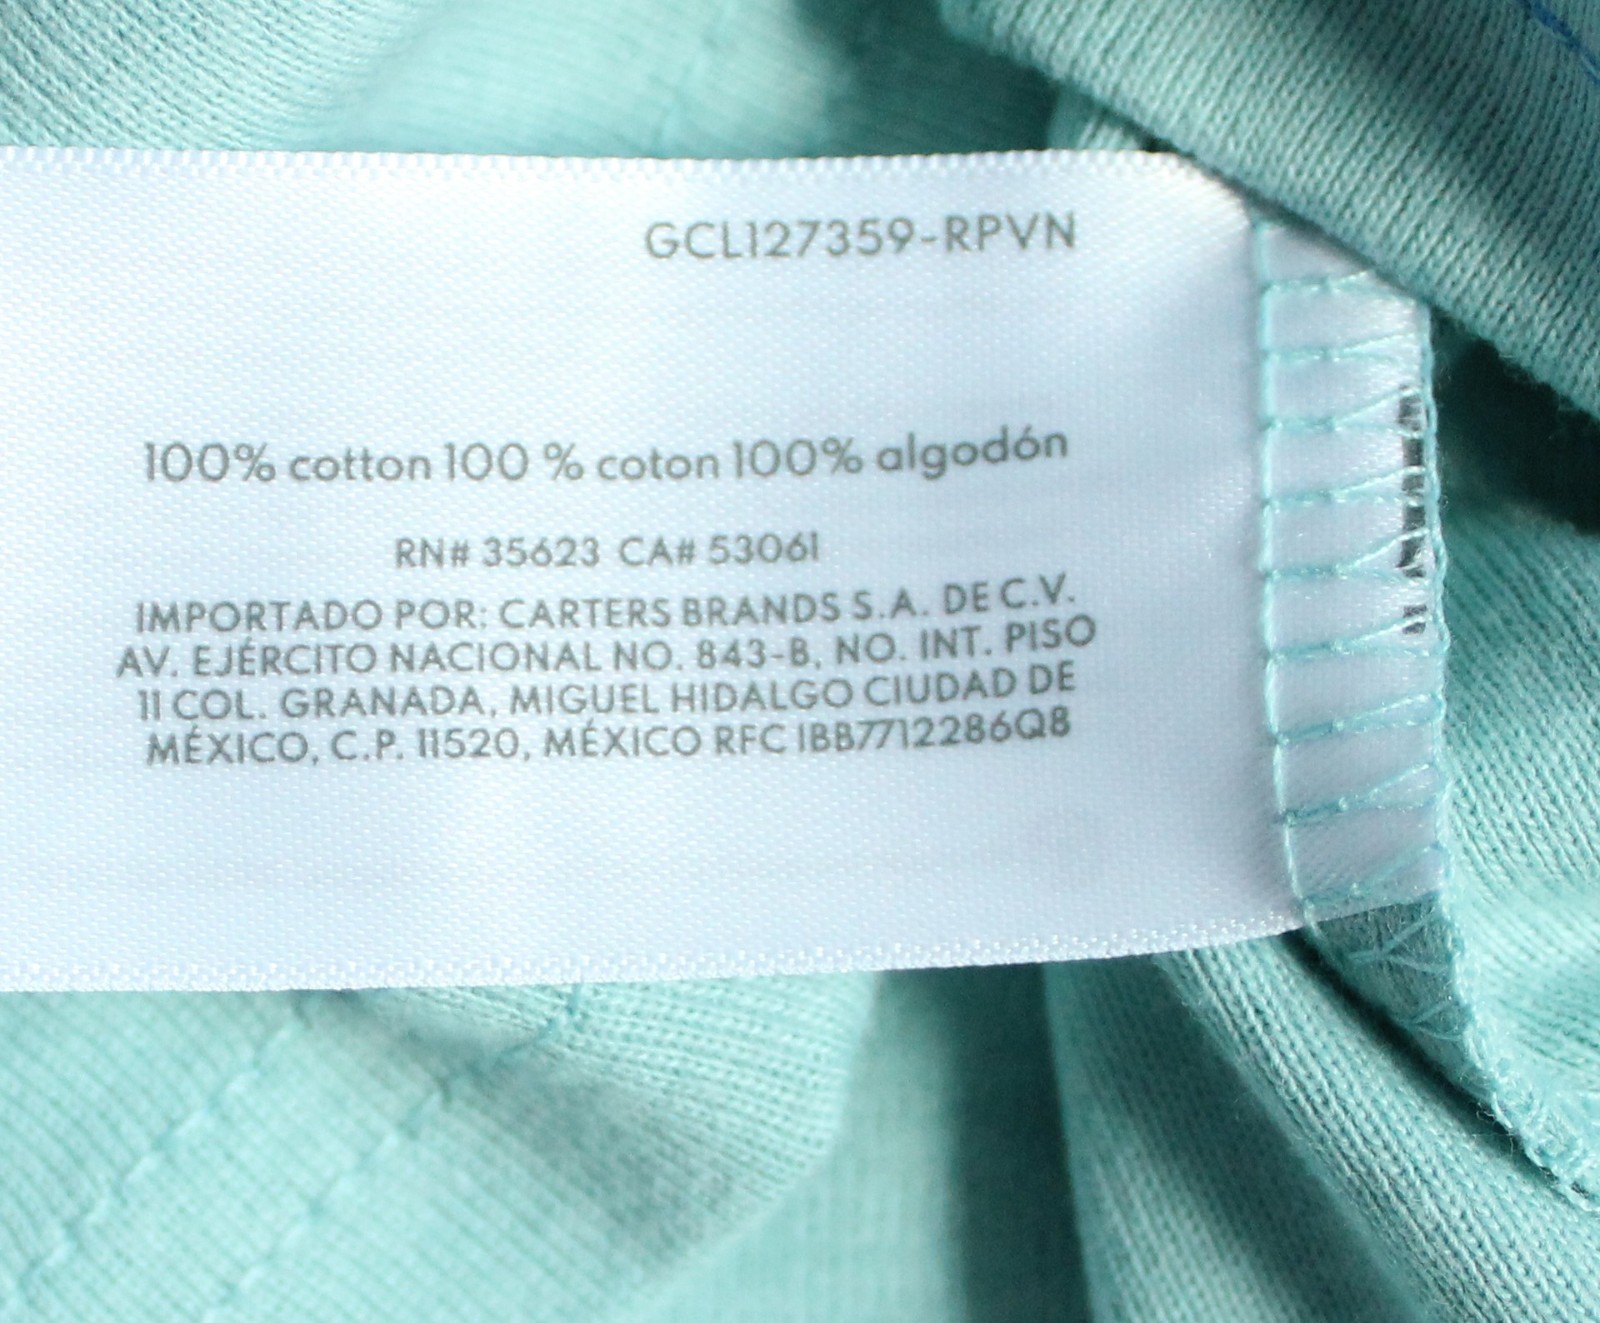 GCL127359-RPVN
100% cotton 100 % coton 100% algodón
RN# 35623 CA# 53061
IMPORTADO POR: CARTERS BRANDS S.A. DE C.V.
AV. EJÉRCITO NACIONAL NO. 843-B, NO. INT. PISO
11 COL. GRANADA, MIGUEL HIDALGO CIUDAD DE
MÉXICO, C.P. 11520, MÉXICO RFC IBB7712286Q8